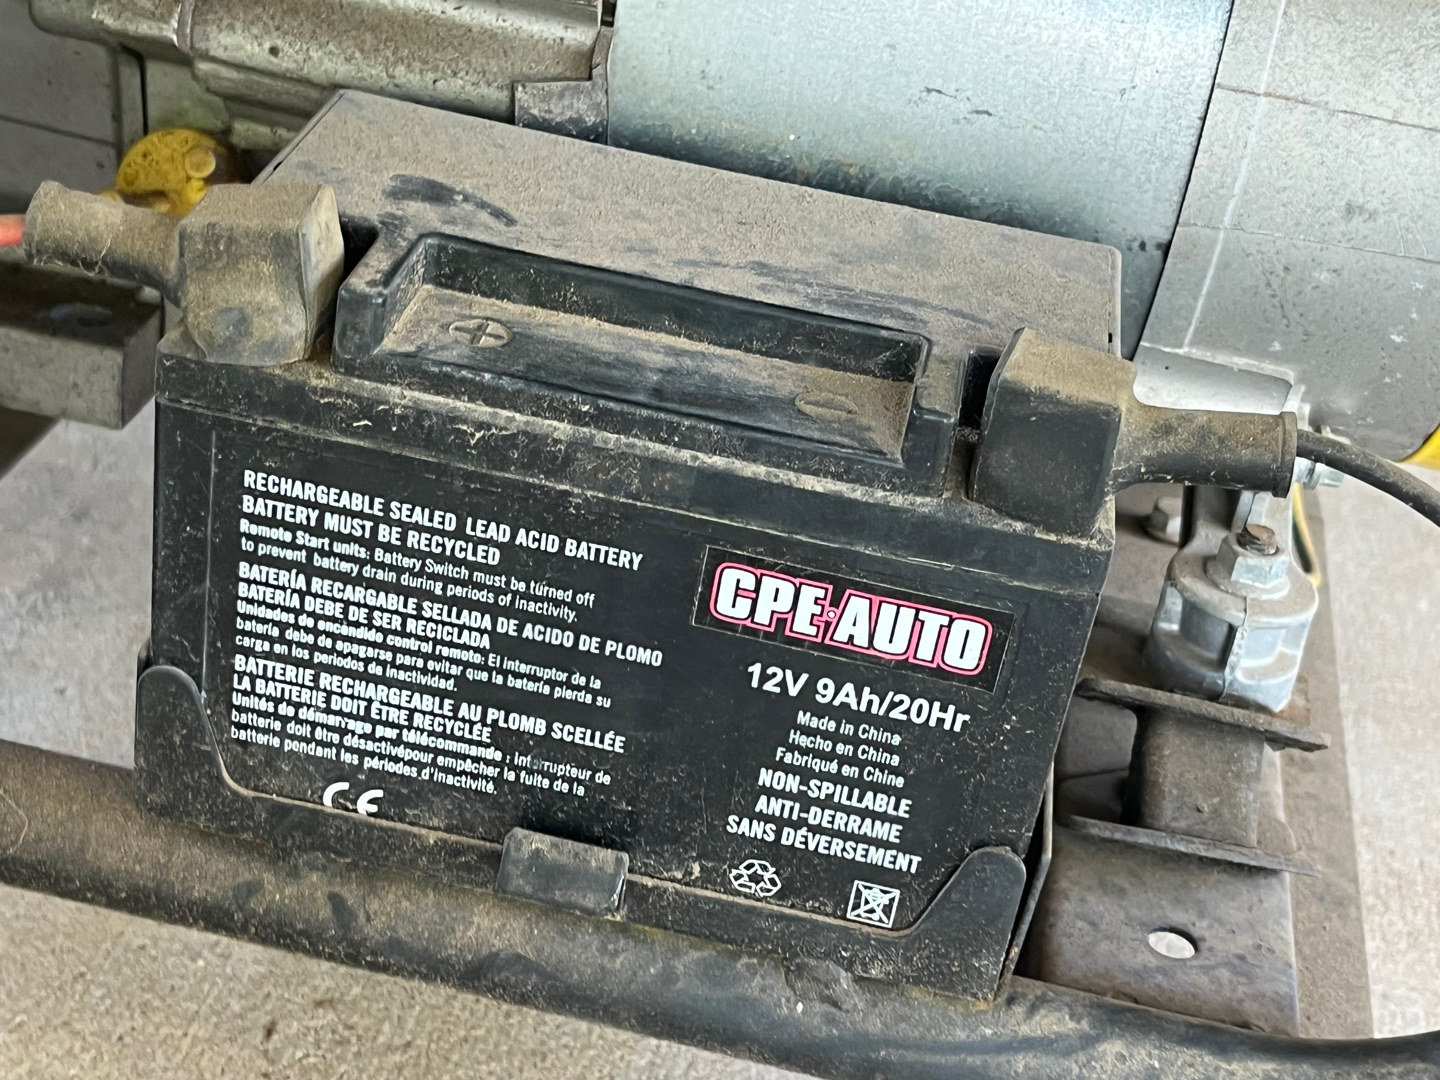 RECHARGEABLE SEALED LEAD ACID BATTERY
BATTERY MUST BE RECYCLED
Remote Start units: Battery Switch must be turned off
to prevent battery drain during periods of inactivity.
BATERÍA RECARGABLE SELLADA DE ACIDO DE PLOMO
BATERÍA DEBE DE SER RECICLADA
Unidades de encendido control remoto: El interruptor de la
batería debe de apagarse para evitar que la batería pierda su
carga en los periodos de inactividad.
BATTERIE RECHARGEABLE AU PLOMB SCELLÉE
LA BATTERIE DOIT ÊTRE RECYCLÉE
Unités de démarrage par télécommande : interrupteur de
batterie doit être désactivépour empêcher la fuite de la
batterie pendant les périodes d'inactivité.
CE
CPE·AUTO
12V 9Ah/20Hr
Made in China
Hecho en China
Fabriqué en Chine
NON-SPILLABLE
ANTI-DERRAME
SANS DÉVERSEMENT